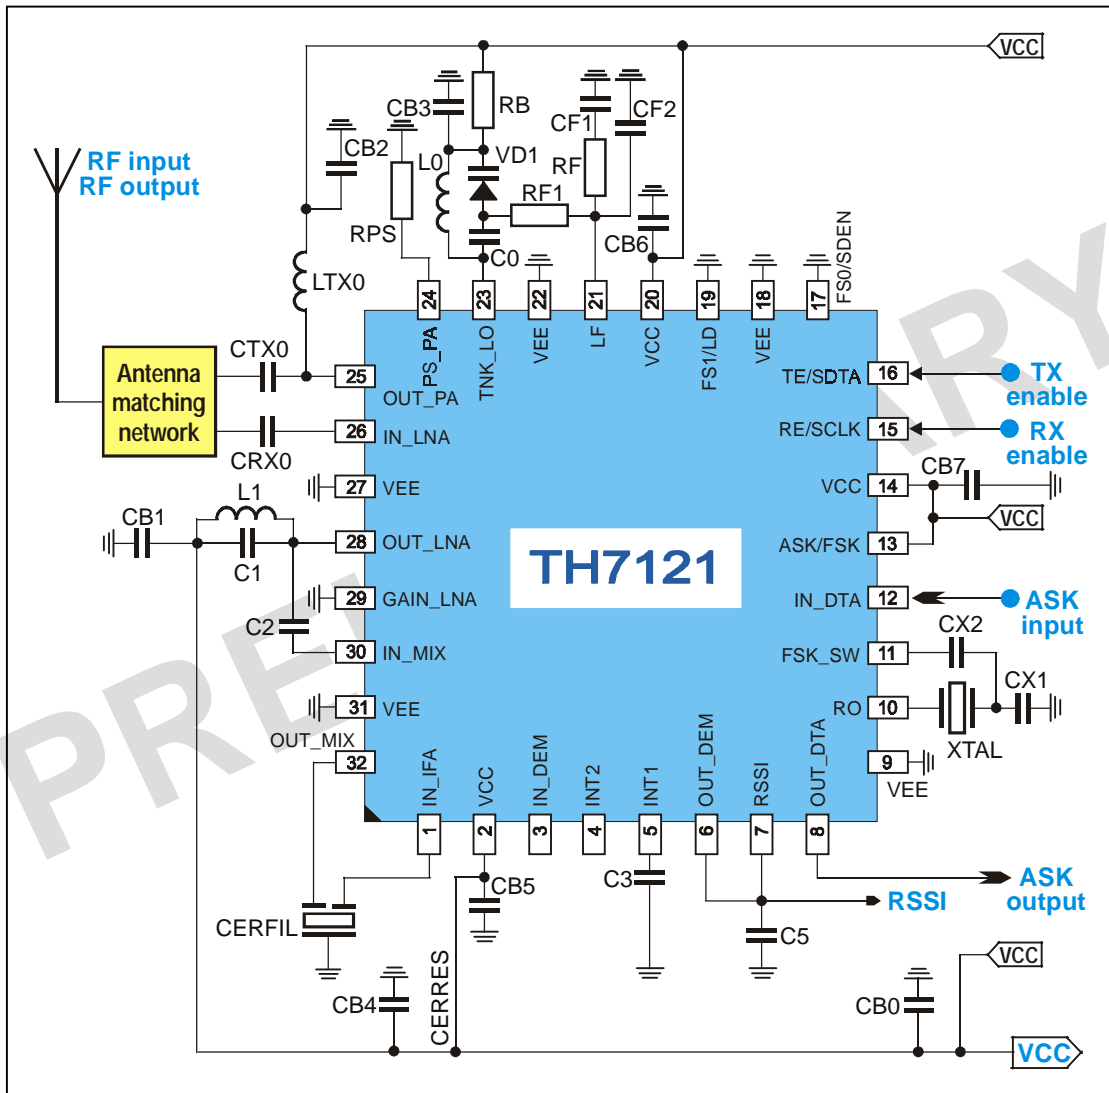 VCC
CB3
RB
CF1
CF2
CB2
L0
VD1
RF
RF1
RF input
RF output
RPS
C0
CB6
FS0/SDEN
LTX0
24
23
22
21
20
19
18
17
PS_PA
TNK_LO
VEE
LF
VCC
FS1/LD
VEE
CTX0
Antenna
matching
network
25
OUT_PA
26
IN_LNA
CRX0
TE/SDTA
16
TX
enable
RE/SCLK
15
RX
enable
27
VEE
VCC
14
CB7
L1
CB1
C1
28
OUT_LNA
TH7121
ASK/FSK
13
VCC
29
GAIN_LNA
IN_DTA
12
ASK
input
C2
30
IN_MIX
FSK_SW
11
CX2
CX1
31
VEE
RO
10
XTAL
OUT_MIX
32
9
VEE
IN_IFA
VCC
IN_DEM
INT2
INT1
OUT_DEM
RSSI
OUT_DTA
1
2
3
4
5
6
7
8
CERFIL
CB5
C3
C5
RSSI
ASK
output
CERRES
CB4
CB0
VCC
VCC
PRELIMINARY